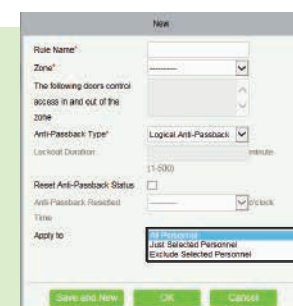 New
Rule Name*
Zone* ---------
The following doors control
access in and out of the
zone
Anti-Passback Type* Logical Anti-Passback
Lockout Duration minute
(1-500)
Reset Anti-Passback Status
Anti-Passback Resetted --------- o'clock
Time
Apply to All Personnel
Just Selected Personnel
Exclude Selected Personnel
Save and New OK Cancel